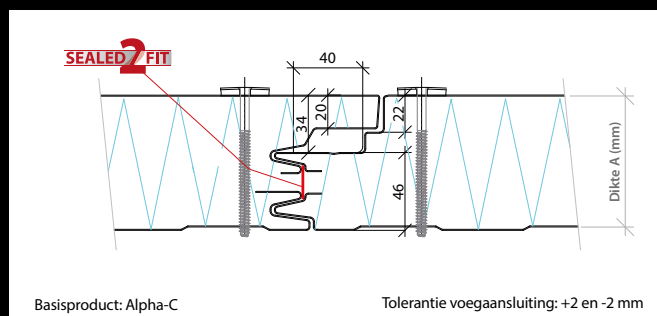 SEALED 2 FIT
40
34
20
22
46
Dikte A (mm)
Basisproduct: Alpha-C
Tolerantie voegaansluiting: +2 en -2 mm